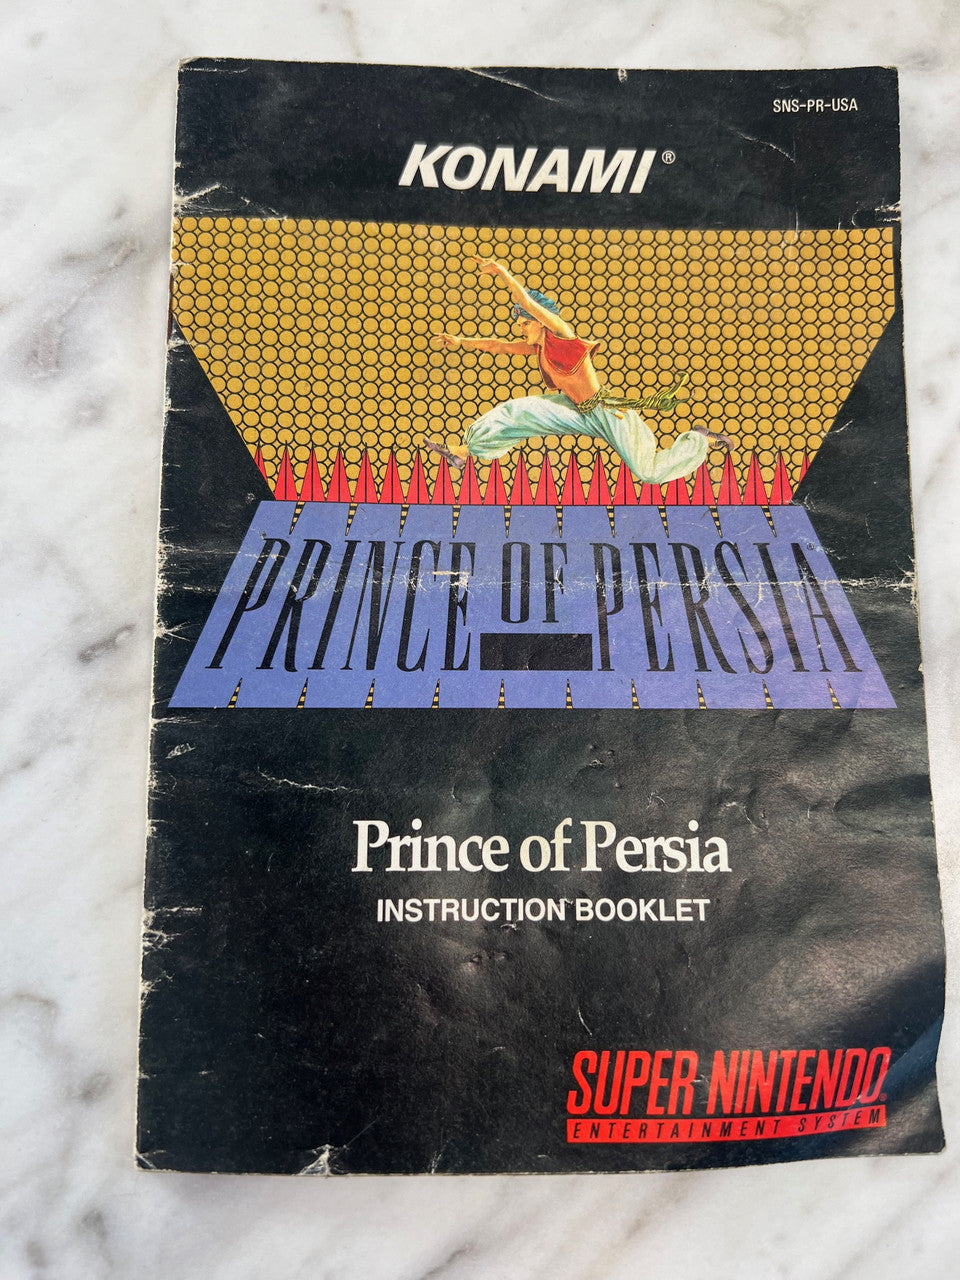 SNS-PR-USA
KONAMI®
PRINCE OF PERSIA
Prince of Persia
INSTRUCTION BOOKLET
SUPER NINTENDO®
ENTERTAINMENT SYSTEM